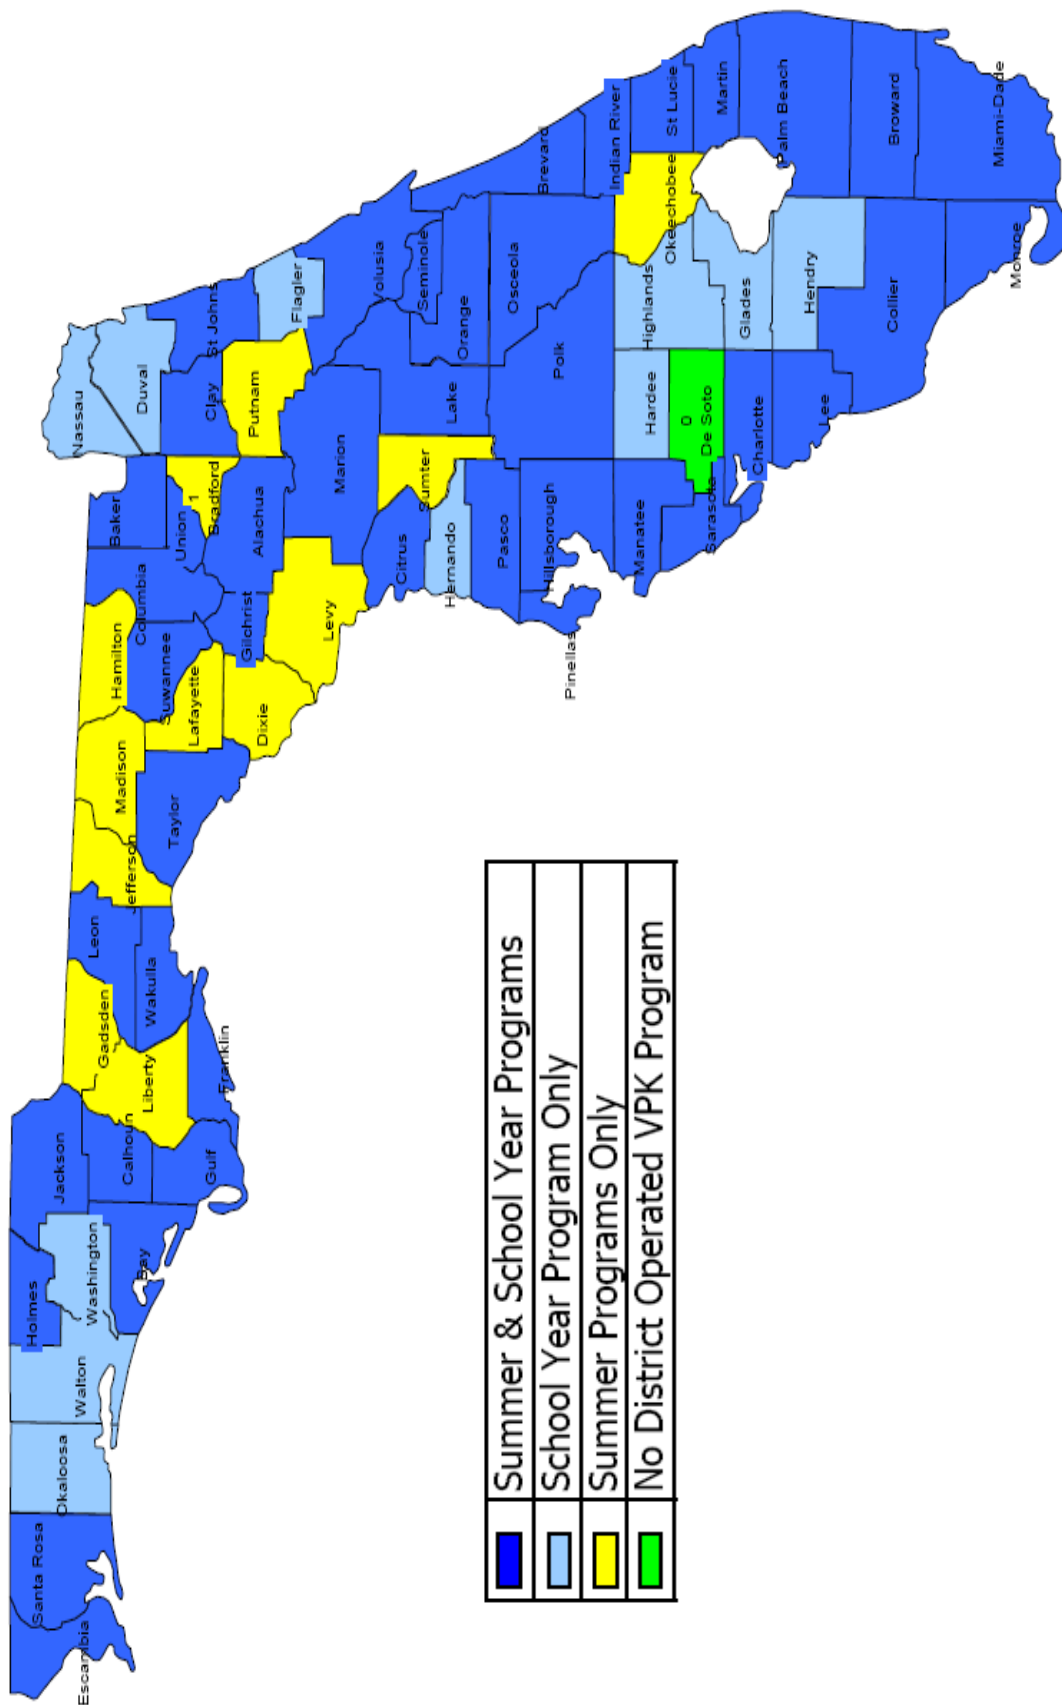 Escambia
Santa Rosa
Okaloosa
Walton
Holmes
Washington
Bay
Jackson
Calhoun
Gulf
Gadsden
Liberty
Franklin
Leon
Wakulla
Jefferson
Madison
Taylor
Hamilton
Suwannee
Lafayette
Dixie
Columbia
Gilchrist
Levy
Baker
Union
1
Bradford
Alachua
Nassau
Duval
Clay
St Johns
Putnam
Flagler
Marion
Volusia
Citrus
Sumter
Hernando
Lake
Seminole
Orange
Pasco
Pinellas
Hillsborough
Polk
Osceola
Brevard
Indian River
Manatee
Hardee
Highlands
Okeechobee
St Lucie
Sarasota
0
De Soto
Martin
Charlotte
Glades
Palm Beach
Lee
Hendry
Collier
Broward
Monroe
Miami-Dade
Summer & School Year Programs
School Year Program Only
Summer Programs Only
No District Operated VPK Program